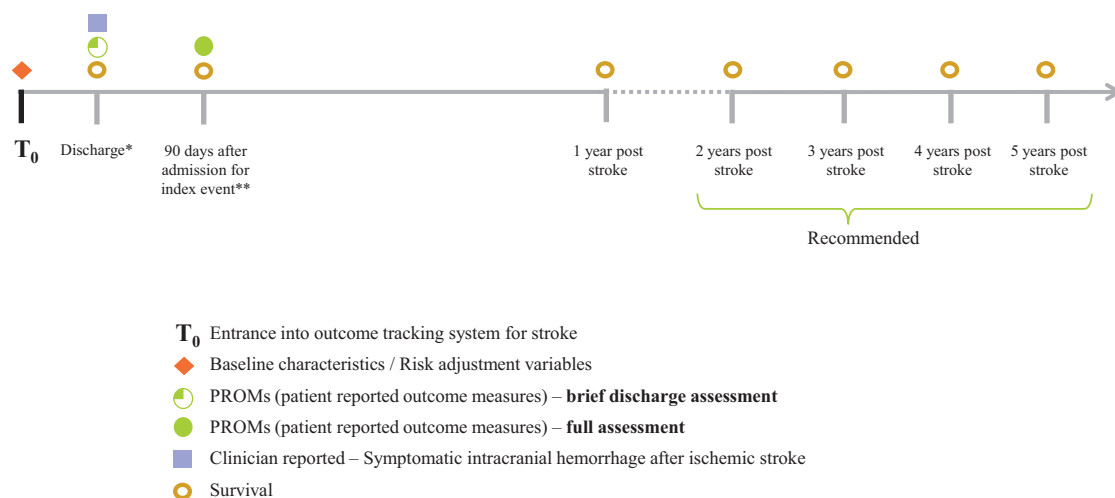 T0
Discharge*
90 days after
admission for
index event**
1 year post
stroke
2 years post
stroke
3 years post
stroke
4 years post
stroke
5 years post
stroke
Recommended
T0 Entrance into outcome tracking system for stroke
Baseline characteristics / Risk adjustment variables
PROMs (patient reported outcome measures) – brief discharge assessment
PROMs (patient reported outcome measures) – full assessment
Clinician reported – Symptomatic intracranial hemorrhage after ischemic stroke
Survival